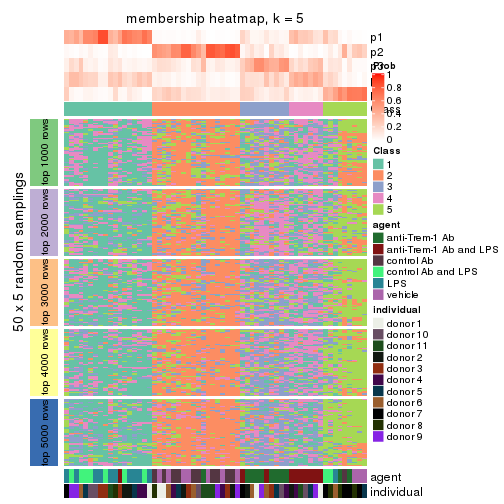 membership heatmap, k = 5
p1
p2
p3
Prob
1
0.8
0.6
0.4
0.2
0
Class
1
2
3
4
5
agent
anti-Trem-1 Ab
anti-Trem-1 Ab and LPS
control Ab
control Ab and LPS
LPS
vehicle
Individual
donor 1
donor 10
donor 11
donor 2
donor 3
donor 4
donor 5
donor 6
donor 7
donor 8
donor 9
50 x 5 random samplings
top 1000 rows
top 2000 rows
top 3000 rows
top 4000 rows
top 5000 rows
agent
Individual